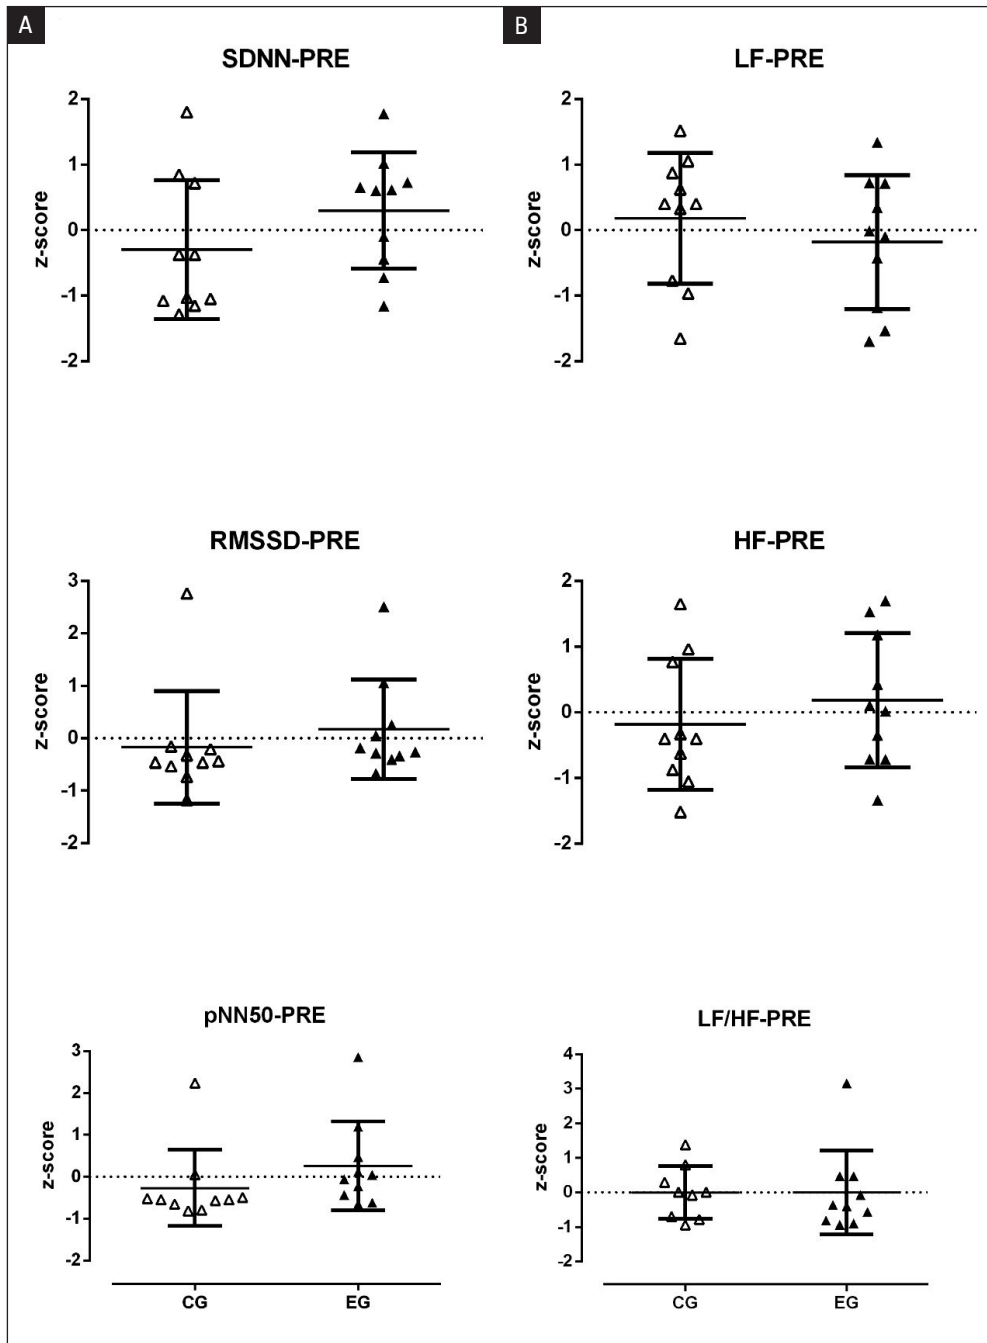 A
SDNN-PRE
2
1
0
-1
-2
z-score
B
LF-PRE
2
1
0
-1
-2
z-score
RMSSD-PRE
3
2
1
0
-1
-2
z-score
HF-PRE
2
1
0
-1
-2
z-score
pNN50-PRE
3
2
1
0
-1
-2
z-score
CG EG
LF/HF-PRE
4
3
2
1
0
-1
-2
z-score
CG EG